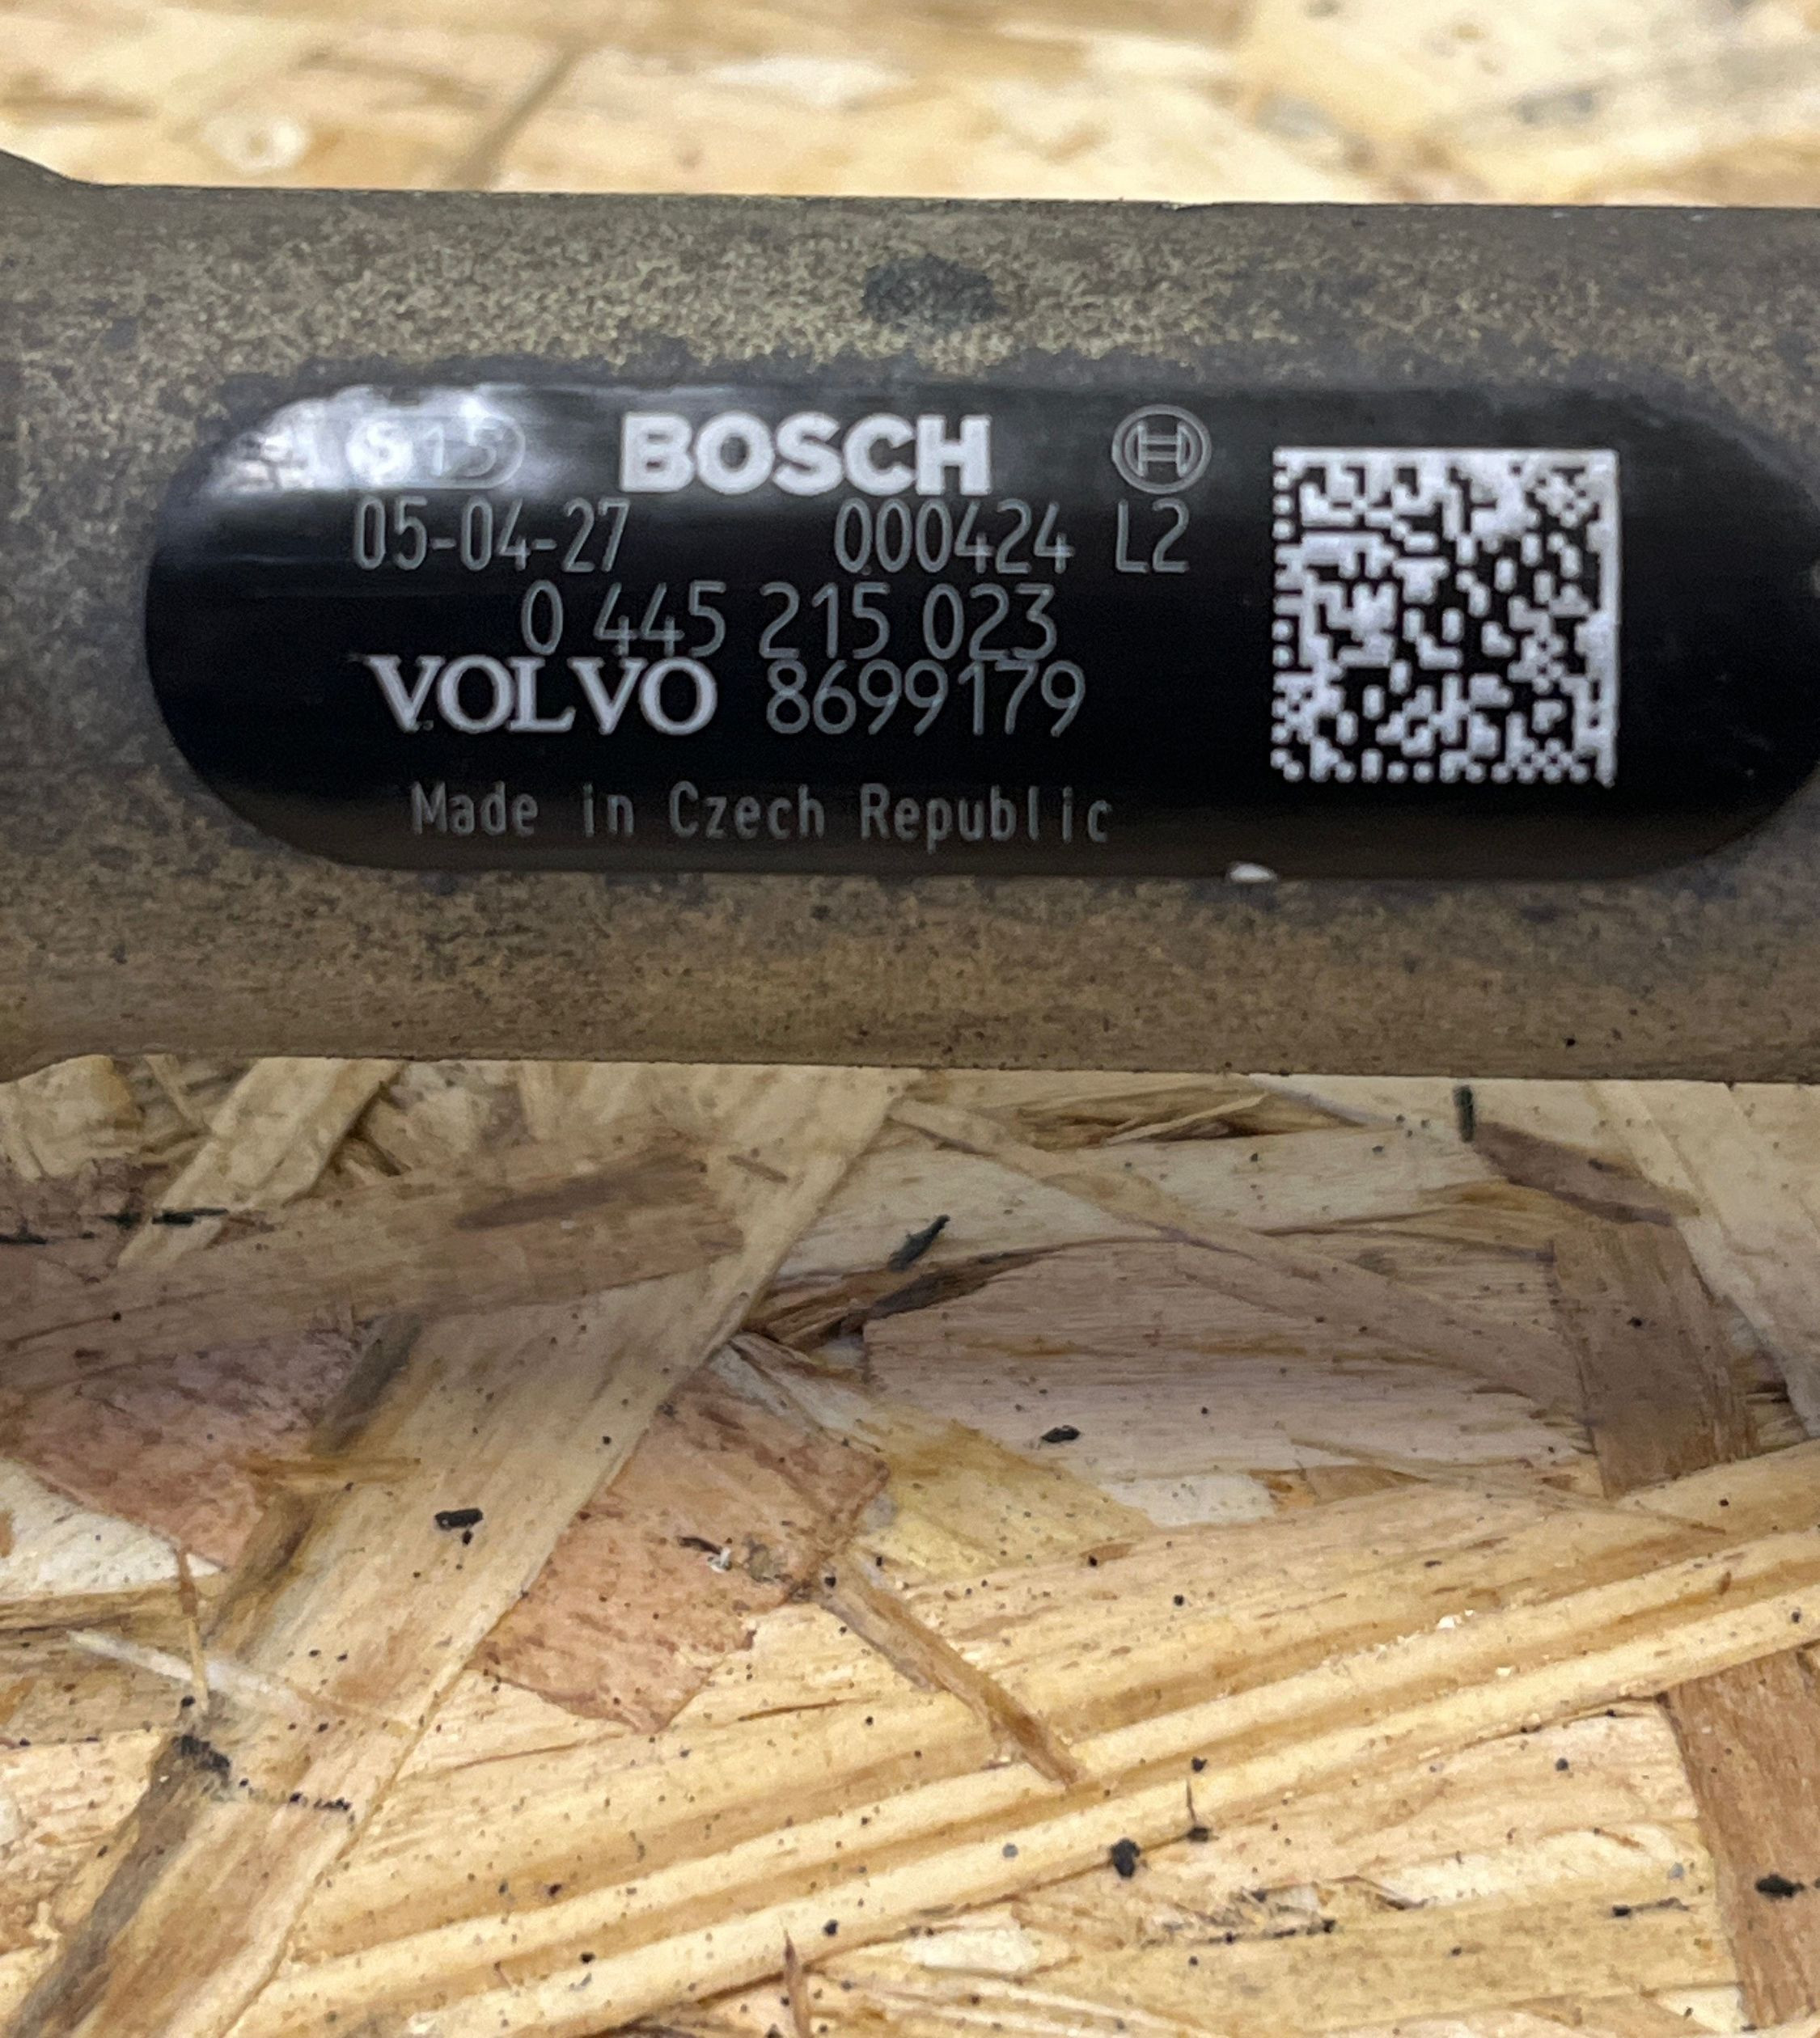 BOSCH
05-04-27 000424 L2
0 445 215 023
VOLVO 8699179
Made in Czech Republic